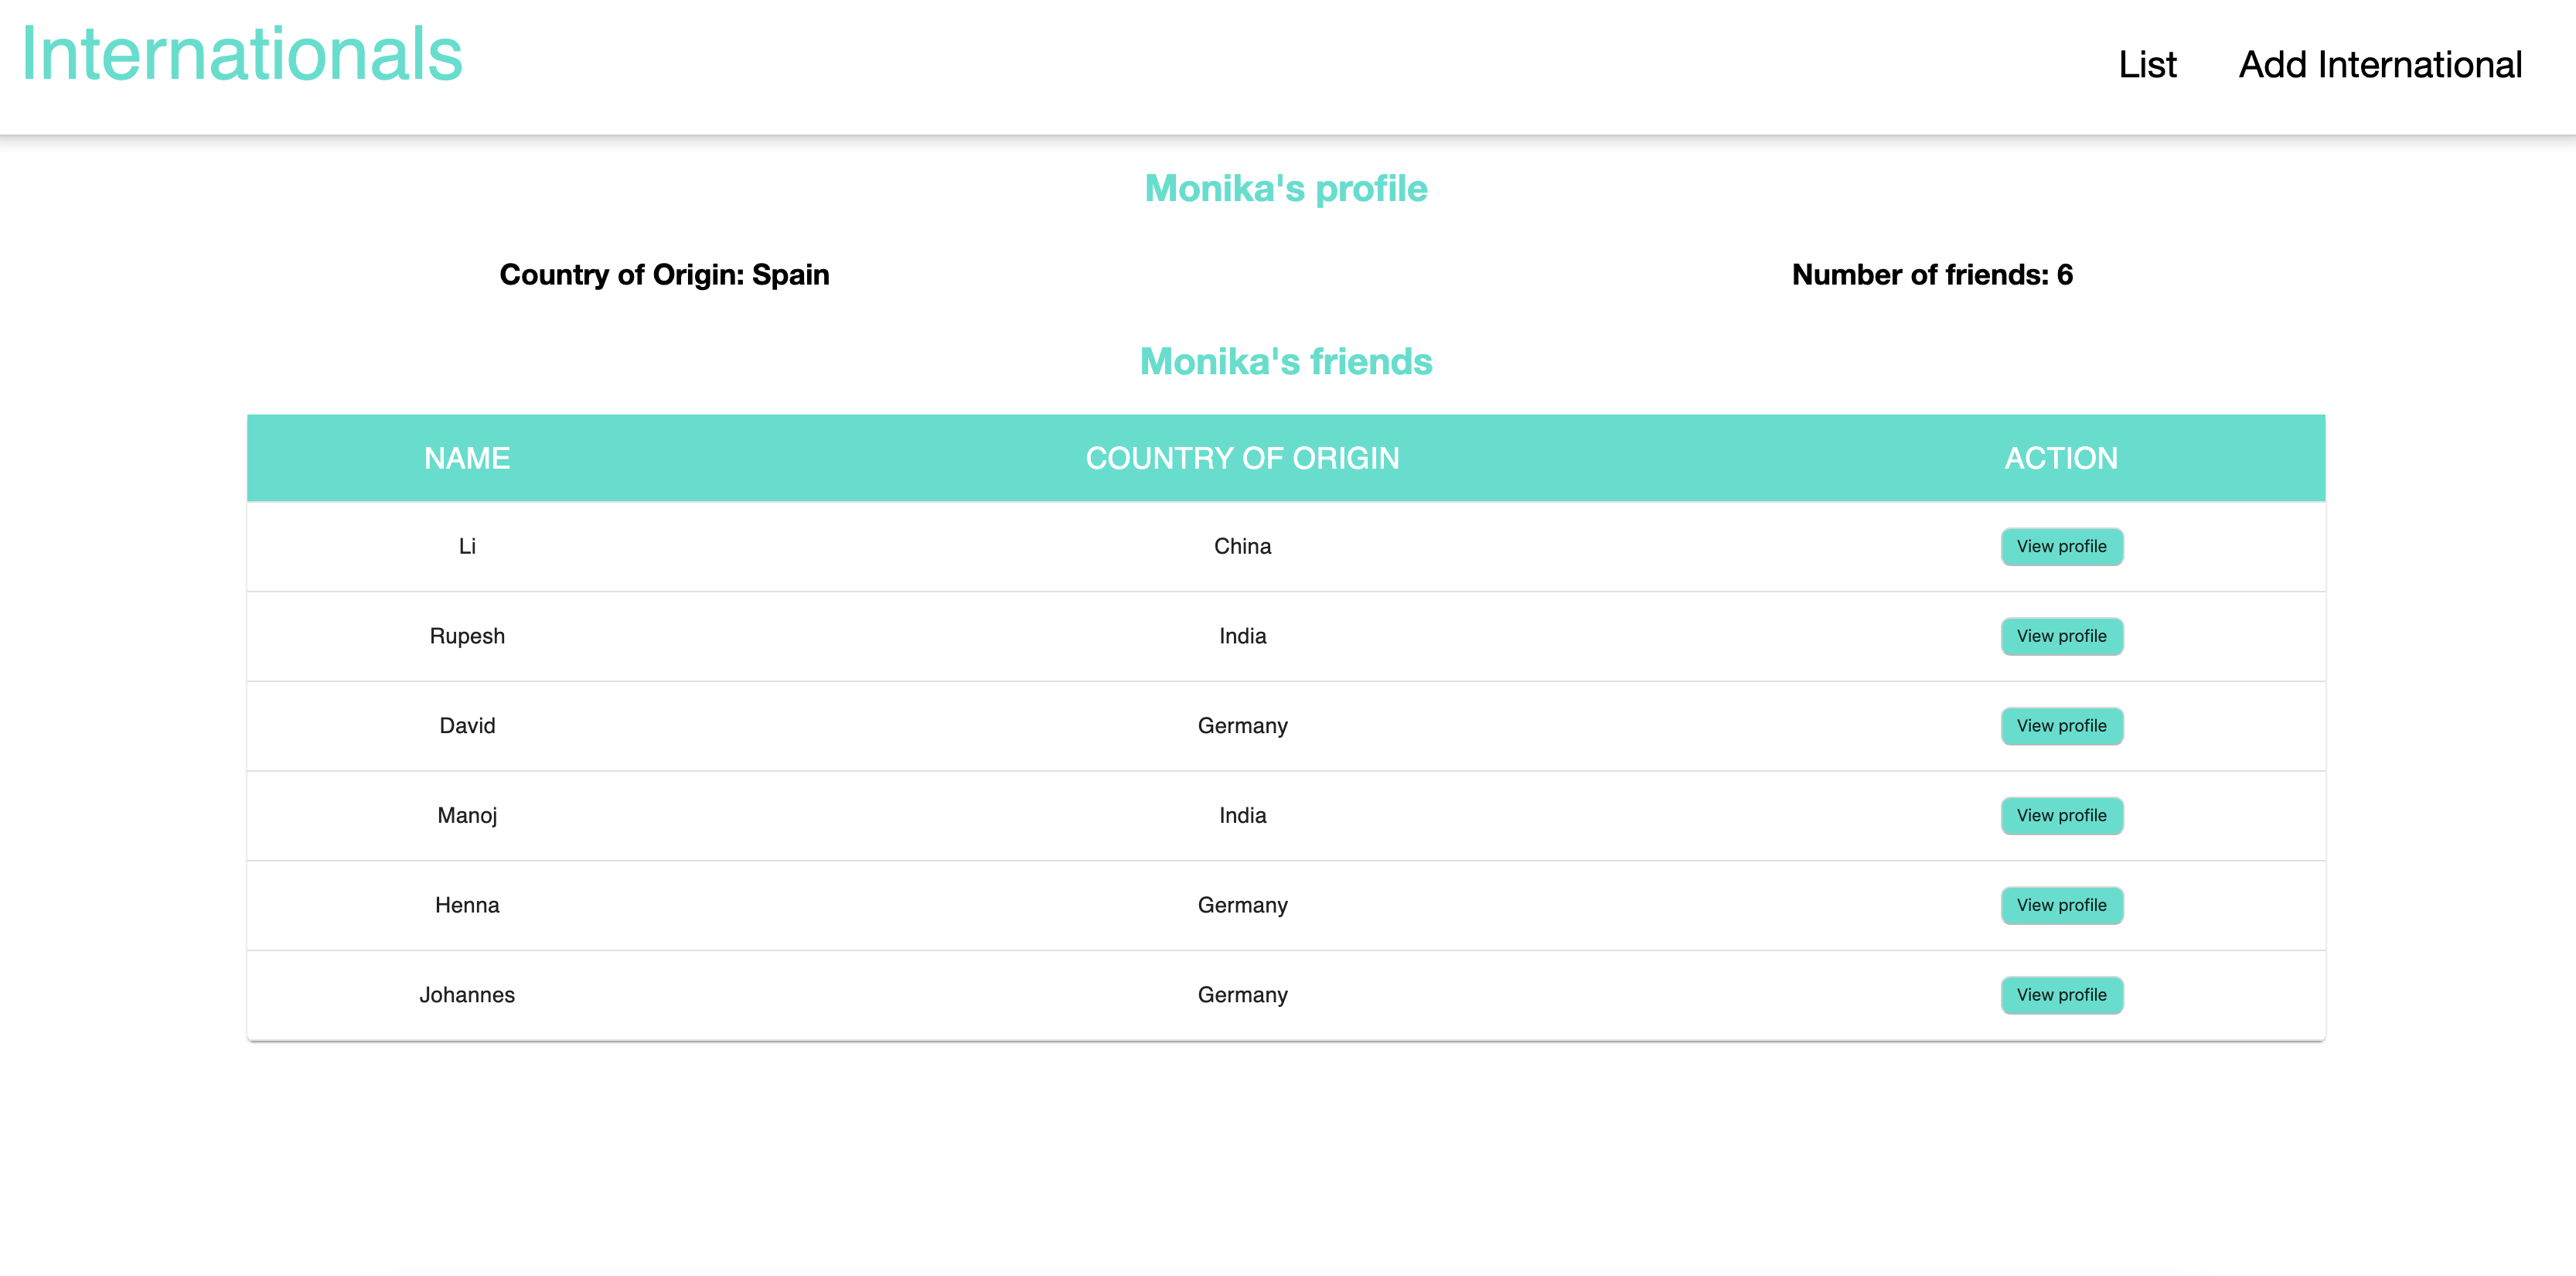 Internationals
List Add International
Monika's profile
Country of Origin: Spain Number of friends: 6
Monika's friends
NAME COUNTRY OF ORIGIN ACTION
Li China View profile
Rupesh India View profile
David Germany View profile
Manoj India View profile
Henna Germany View profile
Johannes Germany View profile